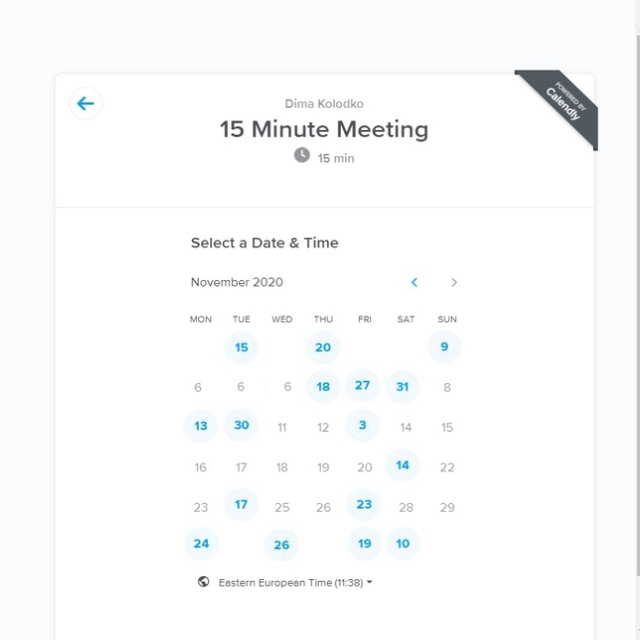 POWERED BY
Calendly
Dima Kolodko
15 Minute Meeting
15 min
Select a Date & Time
November 2020
MON TUE WED THU FRI SAT SUN
15 20 9
6 6 6 18 27 31 8
13 30 11 12 3 14 15
16 17 18 19 20 14 22
23 17 25 26 23 28 29
24 26 19 10
Eastern European Time (11:38)